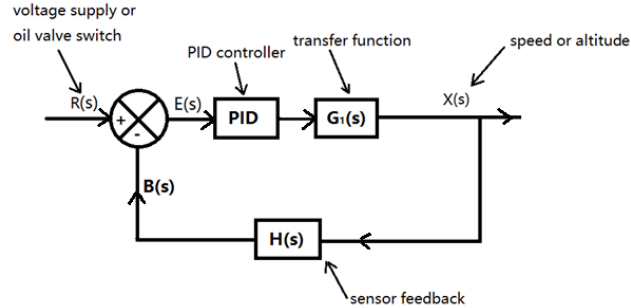 voltage supply or
oil valve switch
PID controller
transfer function
speed or altitude
R(s)
+
-
E(s)
PID
G₁(s)
X(s)
B(s)
H(s)
sensor feedback